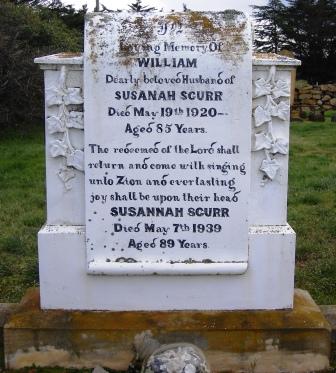 In
Loving Memory Of
WILLIAM
Dearly beloved Husband of
SUSANAH SCURR
Died May 19th 1920
Aged 85 Years.
The redeemed of the Lord shall
return and come with singing
unto Zion and everlasting
joy shall be upon their head
SUSANNAH SCURR
Died May 7th 1939
Aged 89 Years.